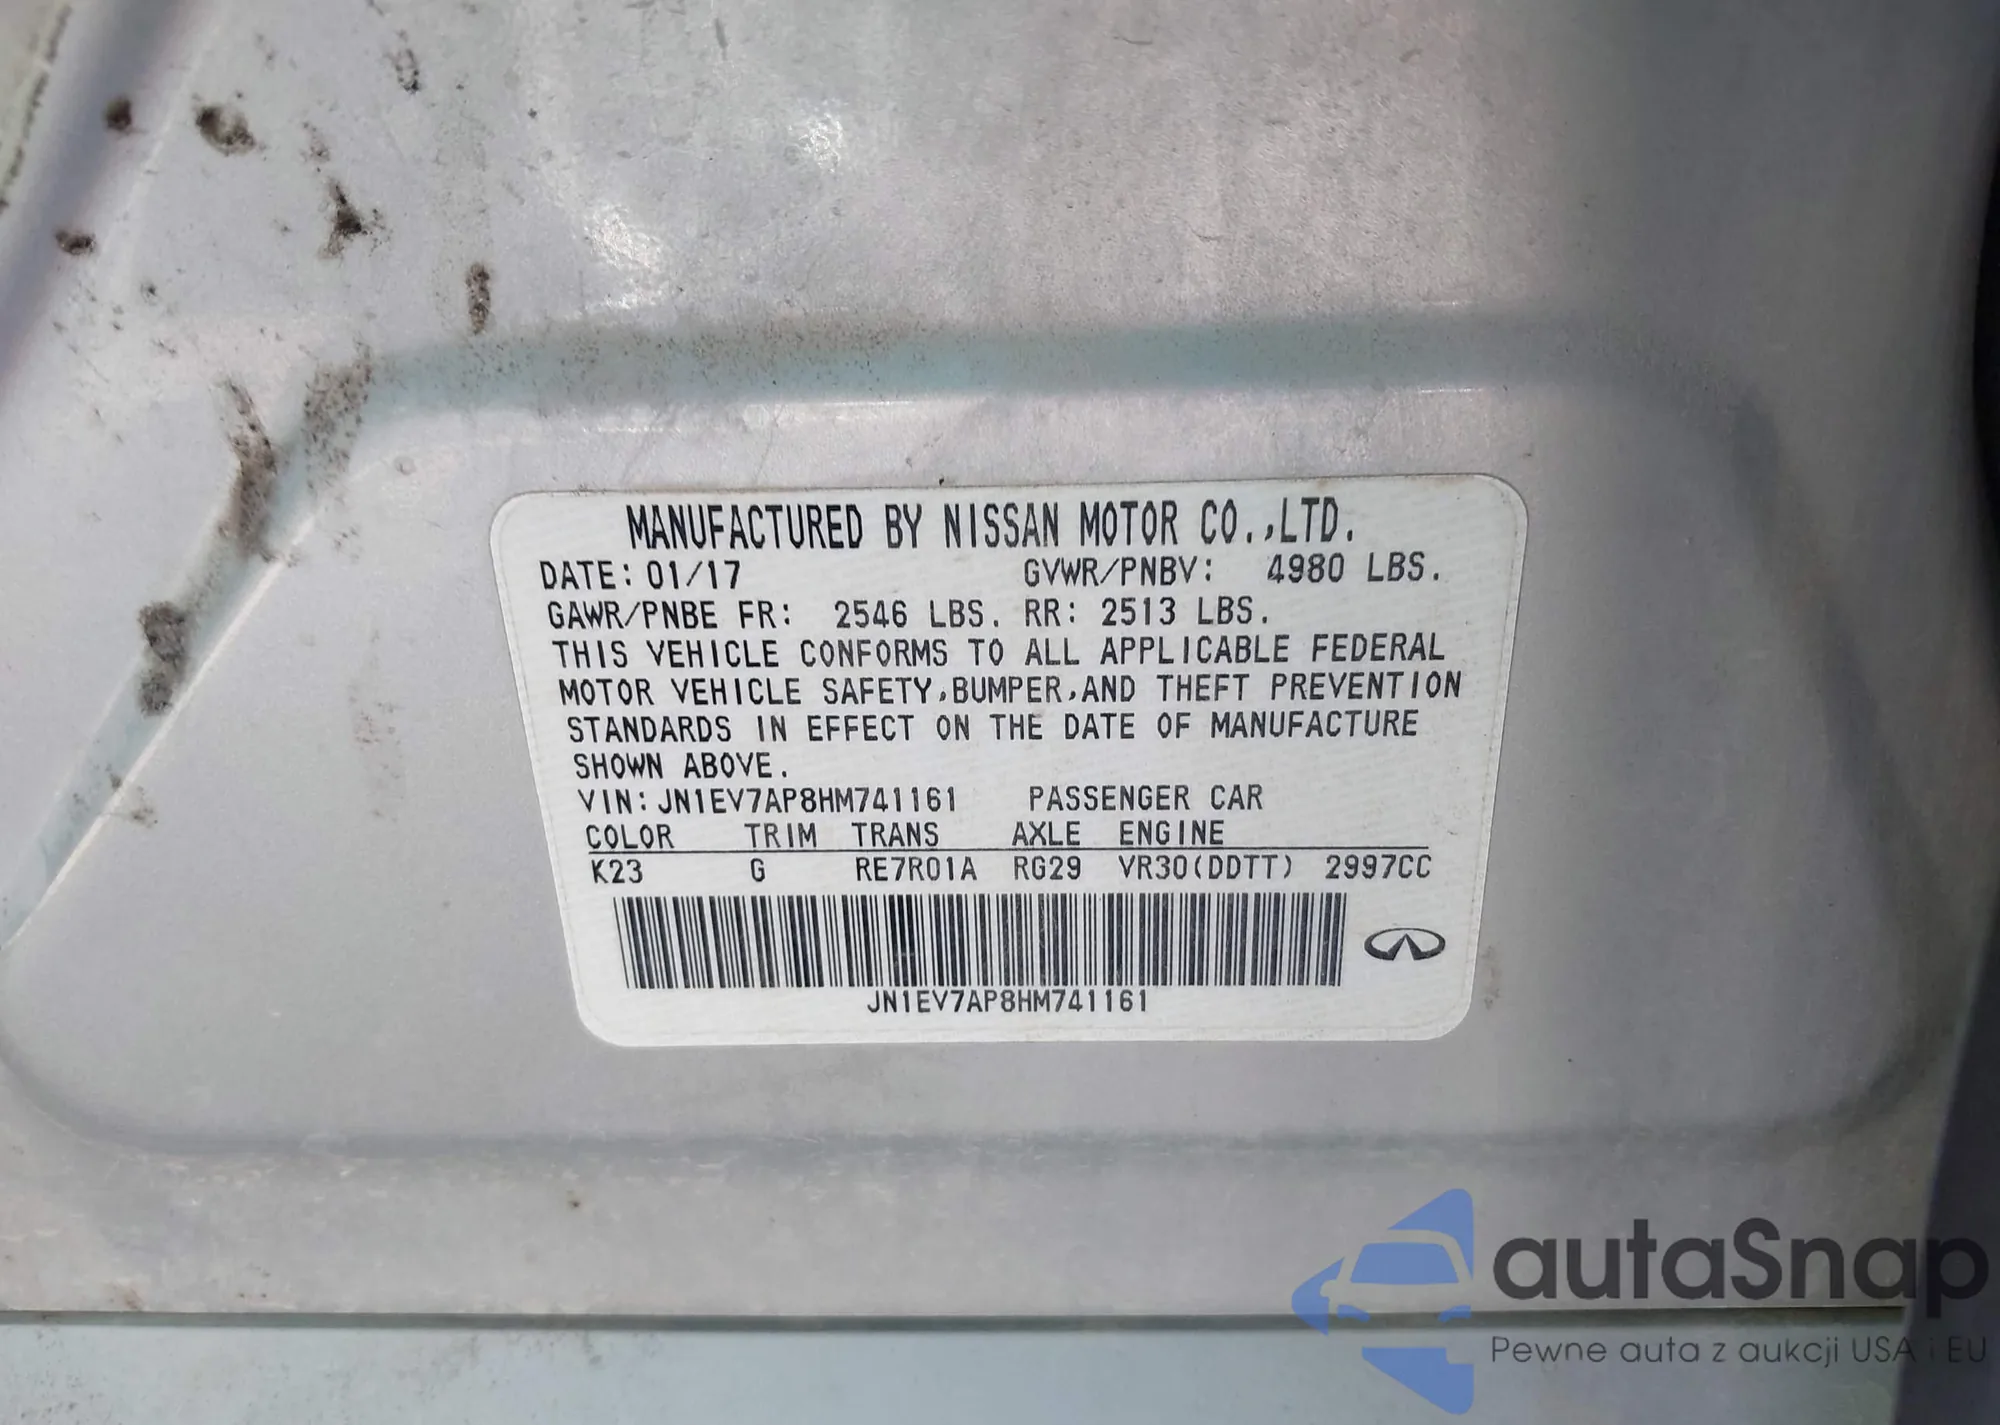 MANUFACTURED BY NISSAN MOTOR CO.,LTD.
DATE: 01/17 GVWR/PNBV: 4980 LBS.
GAWR/PNBE FR: 2546 LBS. RR: 2513 LBS.
THIS VEHICLE CONFORMS TO ALL APPLICABLE FEDERAL
MOTOR VEHICLE SAFETY,BUMPER,AND THEFT PREVENTION
STANDARDS IN EFFECT ON THE DATE OF MANUFACTURE
SHOWN ABOVE.
VIN: JN1EV7AP8HM741161 PASSENGER CAR
COLOR TRIM TRANS AXLE ENGINE
K23 G RE7R01A RG29 VR30(DDTT) 2997CC
JN1EV7AP8HM741161
autaSnap
Pewne auta z aukcji USA i EU